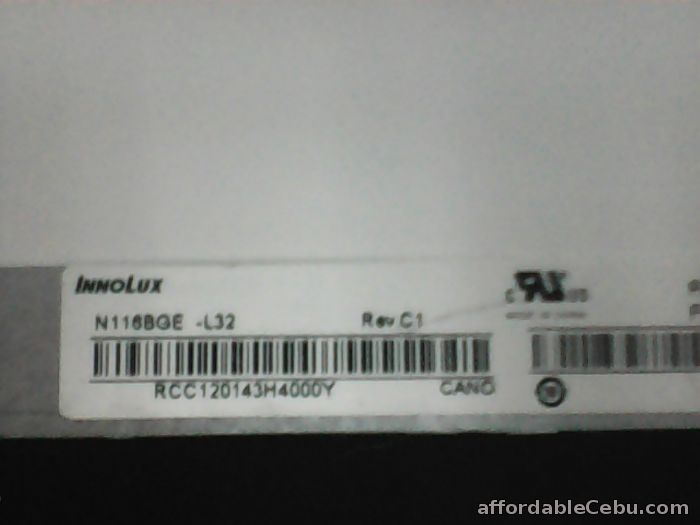 INNOLUX
N116BGE -L32 Rev C1
RCC120143H4000Y CANO
affordableCebu.com